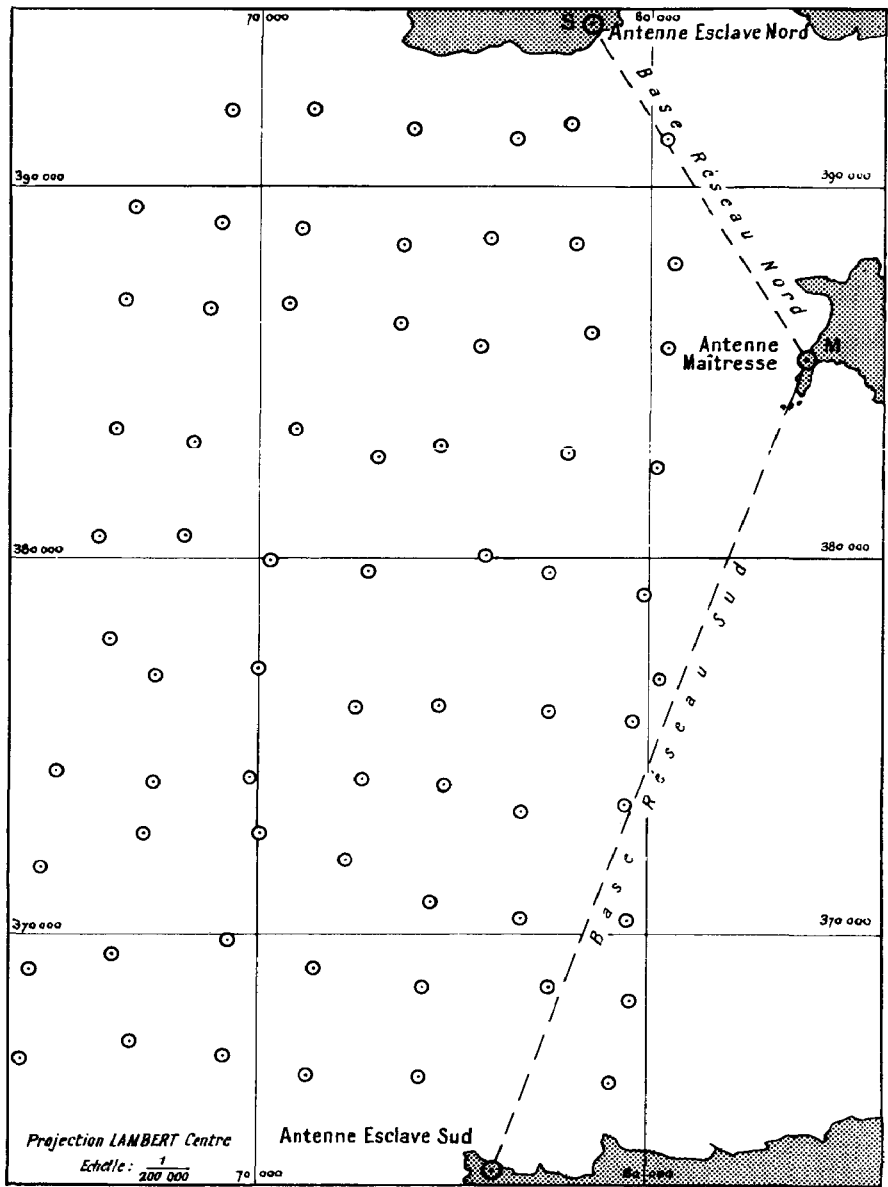 70 000
60 000
S
Antenne Esclave Nord
Base Réseau Nord
390 000
390 000
Antenne
Maîtresse
M
380 000
380 000
Base Réseau Sud
370 000
370 000
Projection LAMBERT Centre
Echelle : 1/200 000
Antenne Esclave Sud
70 000
60 000